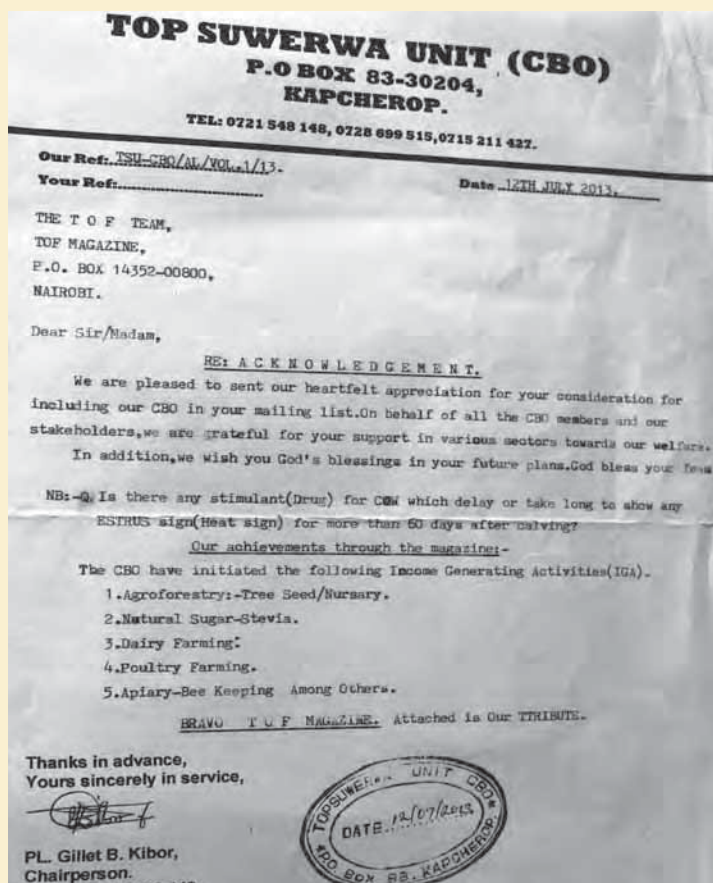 TOP SUWERWA UNIT (CBO)
P.O BOX 83-30204,
KAPCHEROP.
TEL: 0721 548 148, 0728 699 515,0715 211 427.
Our Ref:..TSU-CBO/AL/VOL.1/13.
Your Ref:..............................
Date ..12TH JULY 2013.
THE T O F TEAM,
TOF MAGAZINE,
P.O. BOX 14352-00800,
NAIROBI.
Dear Sir/Madam,
RE: A C K N O W L E D G E M E N T.
We are pleased to sent our heartfelt appreciation for your consideration for
including our CBO in your mailing list.On behalf of all the CBO members and our
stakeholders,we are grateful for your support in various sectors towards our welfare.
In addition,we wish you God's blessings in your future plans.God bless your
NB:-Q. Is there any stimulant(Drug) for COW which delay or take long to show any
ESTRUS sign(Heat sign) for more than 60 days after calving?
Our achievements through the magazine:-
The CBO have initiated the following Income Generating Activities(IGA).
1.Agroforestry:-Tree Seed/Nursary.
2.Natural Sugar-Stevia.
3.Dairy Farming:
4.Poultry Farming.
5.Apiary-Bee Keeping Among Others.
BRAVO T O F MAGAZINE. Attached is Our TTRIBUTE.
Thanks in advance,
Yours sincerely in service,
PL. Gillet B. Kibor,
Chairperson.
TOPSUWERWA UNIT CBO
DATE 12/07/2013
P.O. BOX 83. KAPCHEROP.